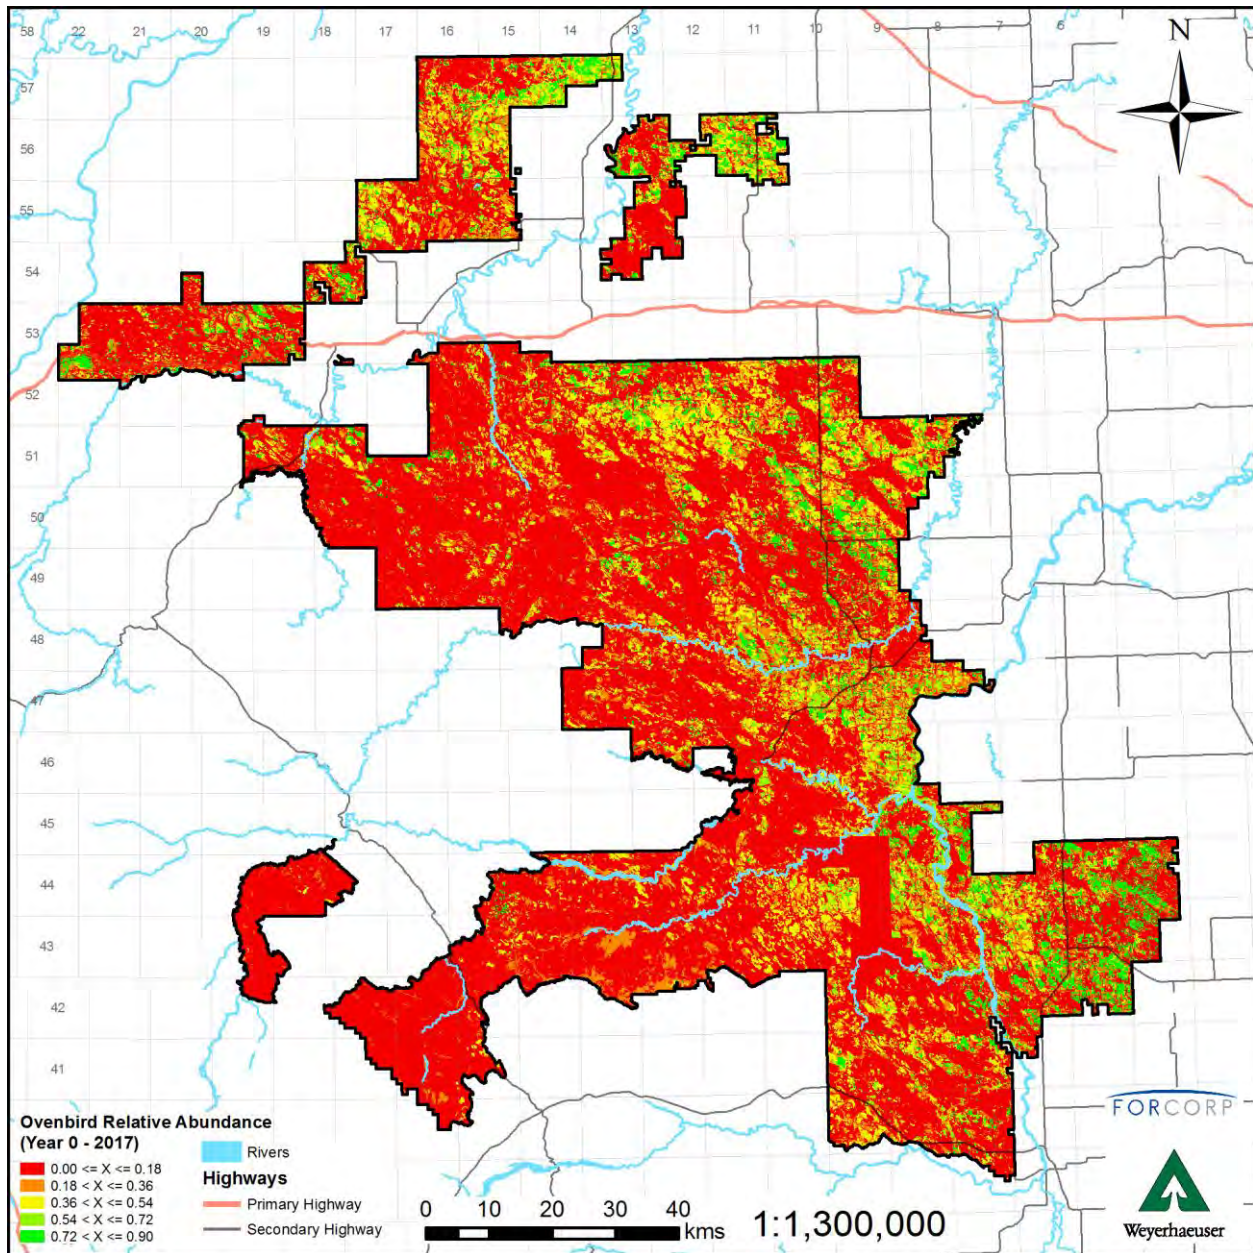 58 22 21 20 19 18 17 16 15 14 13 12 11 10 9 8 7 6
N
57
56
55
54
53
52
51
50
49
48
47
46
45
44
43
42
41
Ovenbird Relative Abundance
(Year 0 - 2017)
0.00 <= X <= 0.18
0.18 < X <= 0.36
0.36 < X <= 0.54
0.54 < X <= 0.72
0.72 < X <= 0.90
Rivers
Highways
Primary Highway
Secondary Highway
0 10 20 30 40
kms
1:1,300,000
FORCORP
Weyerhaeuser